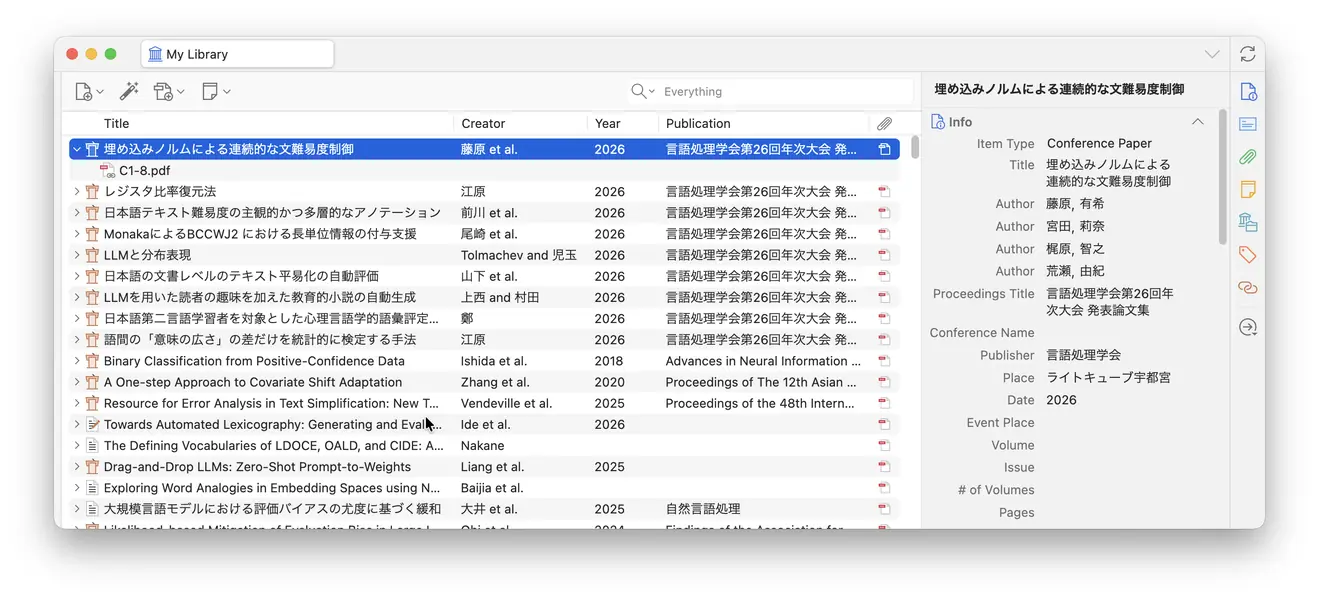 My Library
Everything
Title Creator Year Publication
埋め込みノルムによる連続的な文難易度制御 藤原 et al. 2026 言語処理学会第26回年次大会 発...
C1-8.pdf
レジスタ比率復元法 江原 2026 言語処理学会第26回年次大会 発...
日本語テキスト難易度の主観的かつ多層的なアノテーション 前川 et al. 2026 言語処理学会第26回年次大会 発...
MonakaによるBCCWJ2 における長単位情報の付与支援 尾崎 et al. 2026 言語処理学会第26回年次大会 発...
LLMと分布表現 Tolmachev and 児玉 2026 言語処理学会第26回年次大会 発...
日本語の文書レベルのテキスト平易化の自動評価 山下 et al. 2026 言語処理学会第26回年次大会 発...
LLMを用いた読者の趣味を加えた教育的小説の自動生成 上西 and 村田 2026 言語処理学会第26回年次大会 発...
日本語第二言語学習者を対象とした心理言語学的語彙評定... 鄭 2026 言語処理学会第26回年次大会 発...
語間の「意味の広さ」の差だけを統計的に検定する手法 江原 2026 言語処理学会第26回年次大会 発...
Binary Classification from Positive-Confidence Data Ishida et al. 2018 Advances in Neural Information ...
A One-step Approach to Covariate Shift Adaptation Zhang et al. 2020 Proceedings of The 12th Asian ...
Resource for Error Analysis in Text Simplification: New T... Vendeville et al. 2025 Proceedings of the 48th Intern...
Towards Automated Lexicography: Generating and Eval... Ide et al. 2026
The Defining Vocabularies of LDOCE, OALD, and CIDE: A... Nakane
Drag-and-Drop LLMs: Zero-Shot Prompt-to-Weights Liang et al. 2025
Exploring Word Analogies in Embedding Spaces using N... Baijia et al.
大規模言語モデルにおける評価バイアスの尤度に基づく緩和 大井 et al. 2025 自然言語処理
Likelihood-based Mitigation of Evaluation Bias in Large L... Ohi et al. 2024 Findings of the Association for...
埋め込みノルムによる連続的な文難易度制御
Info
Item Type Conference Paper
Title 埋め込みノルムによる
連続的な文難易度制御
Author 藤原, 有希
Author 宮田, 莉奈
Author 梶原, 智之
Author 荒瀬, 由紀
Proceedings Title 言語処理学会第26回年
次大会 発表論文集
Conference Name
Publisher 言語処理学会
Place ライトキューブ宇都宮
Date 2026
Event Place
Volume
Issue
# of Volumes
Pages